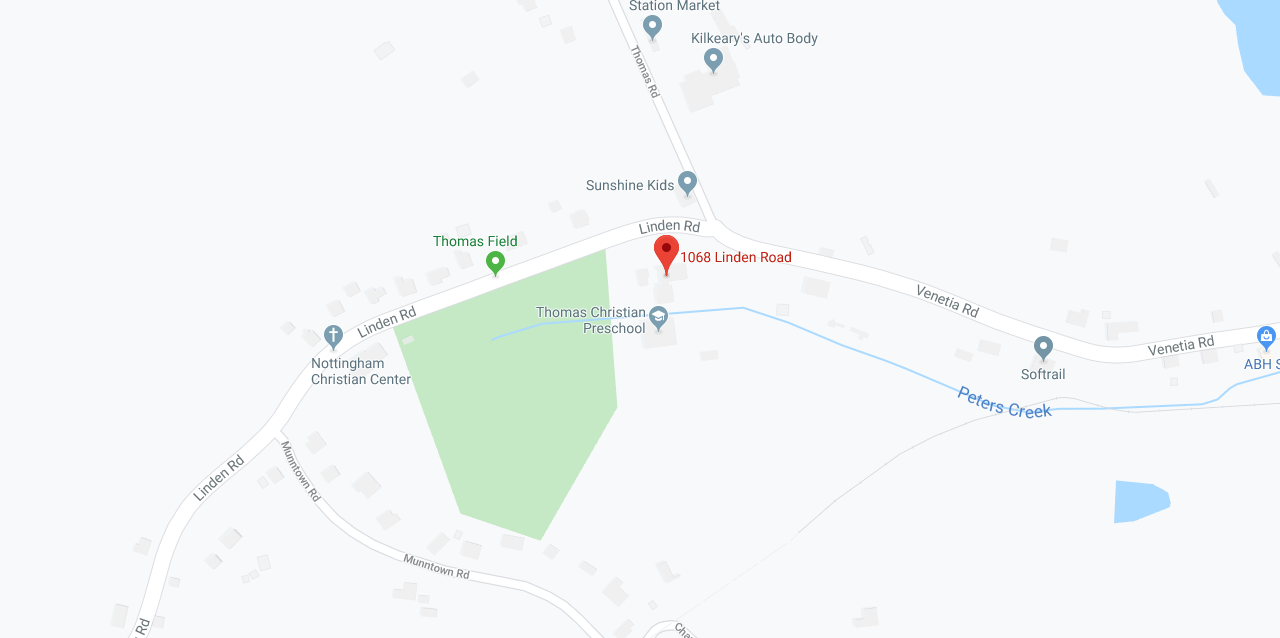 Station Market
Kilkeary's Auto Body
Thomas Rd
Sunshine Kids
Linden Rd
Thomas Field
1068 Linden Road
Venetia Rd
Thomas Christian
Preschool
Linden Rd
Nottingham
Christian Center
Venetia Rd
Softrail
ABH S
Peters Creek
Linden Rd
Munntown Rd
Munntown Rd
Rd
Cha